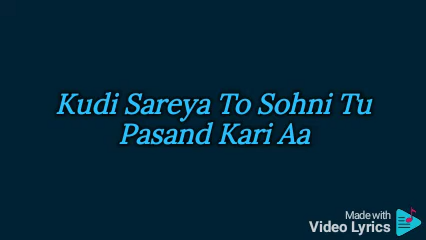 Kudi Sareya To Sohni Tu
Pasand Kari Aa
Made with
Video Lyrics